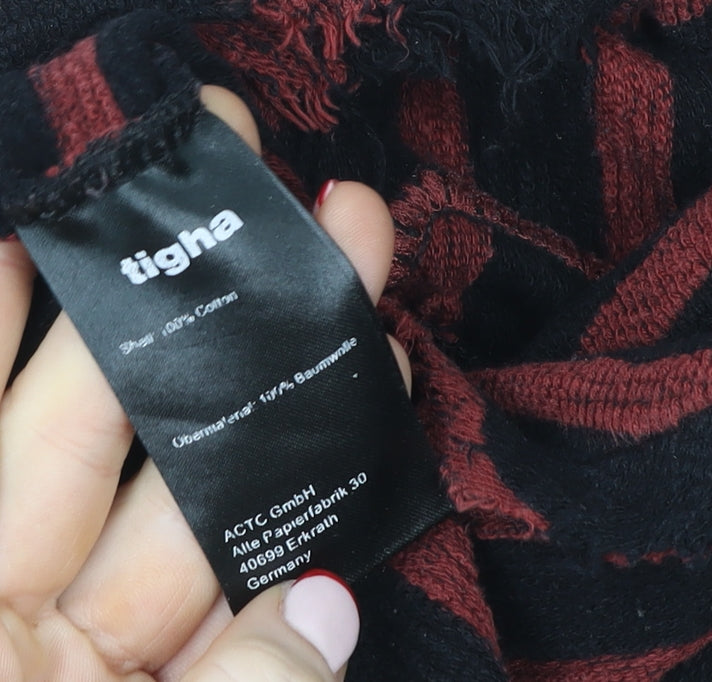 tigha
Shell: 100% Cotton
Obermaterial: 100% Baumwolle
ACTC GmbH
Alte Papierfabrik 30
40699 Erkrath
Germany